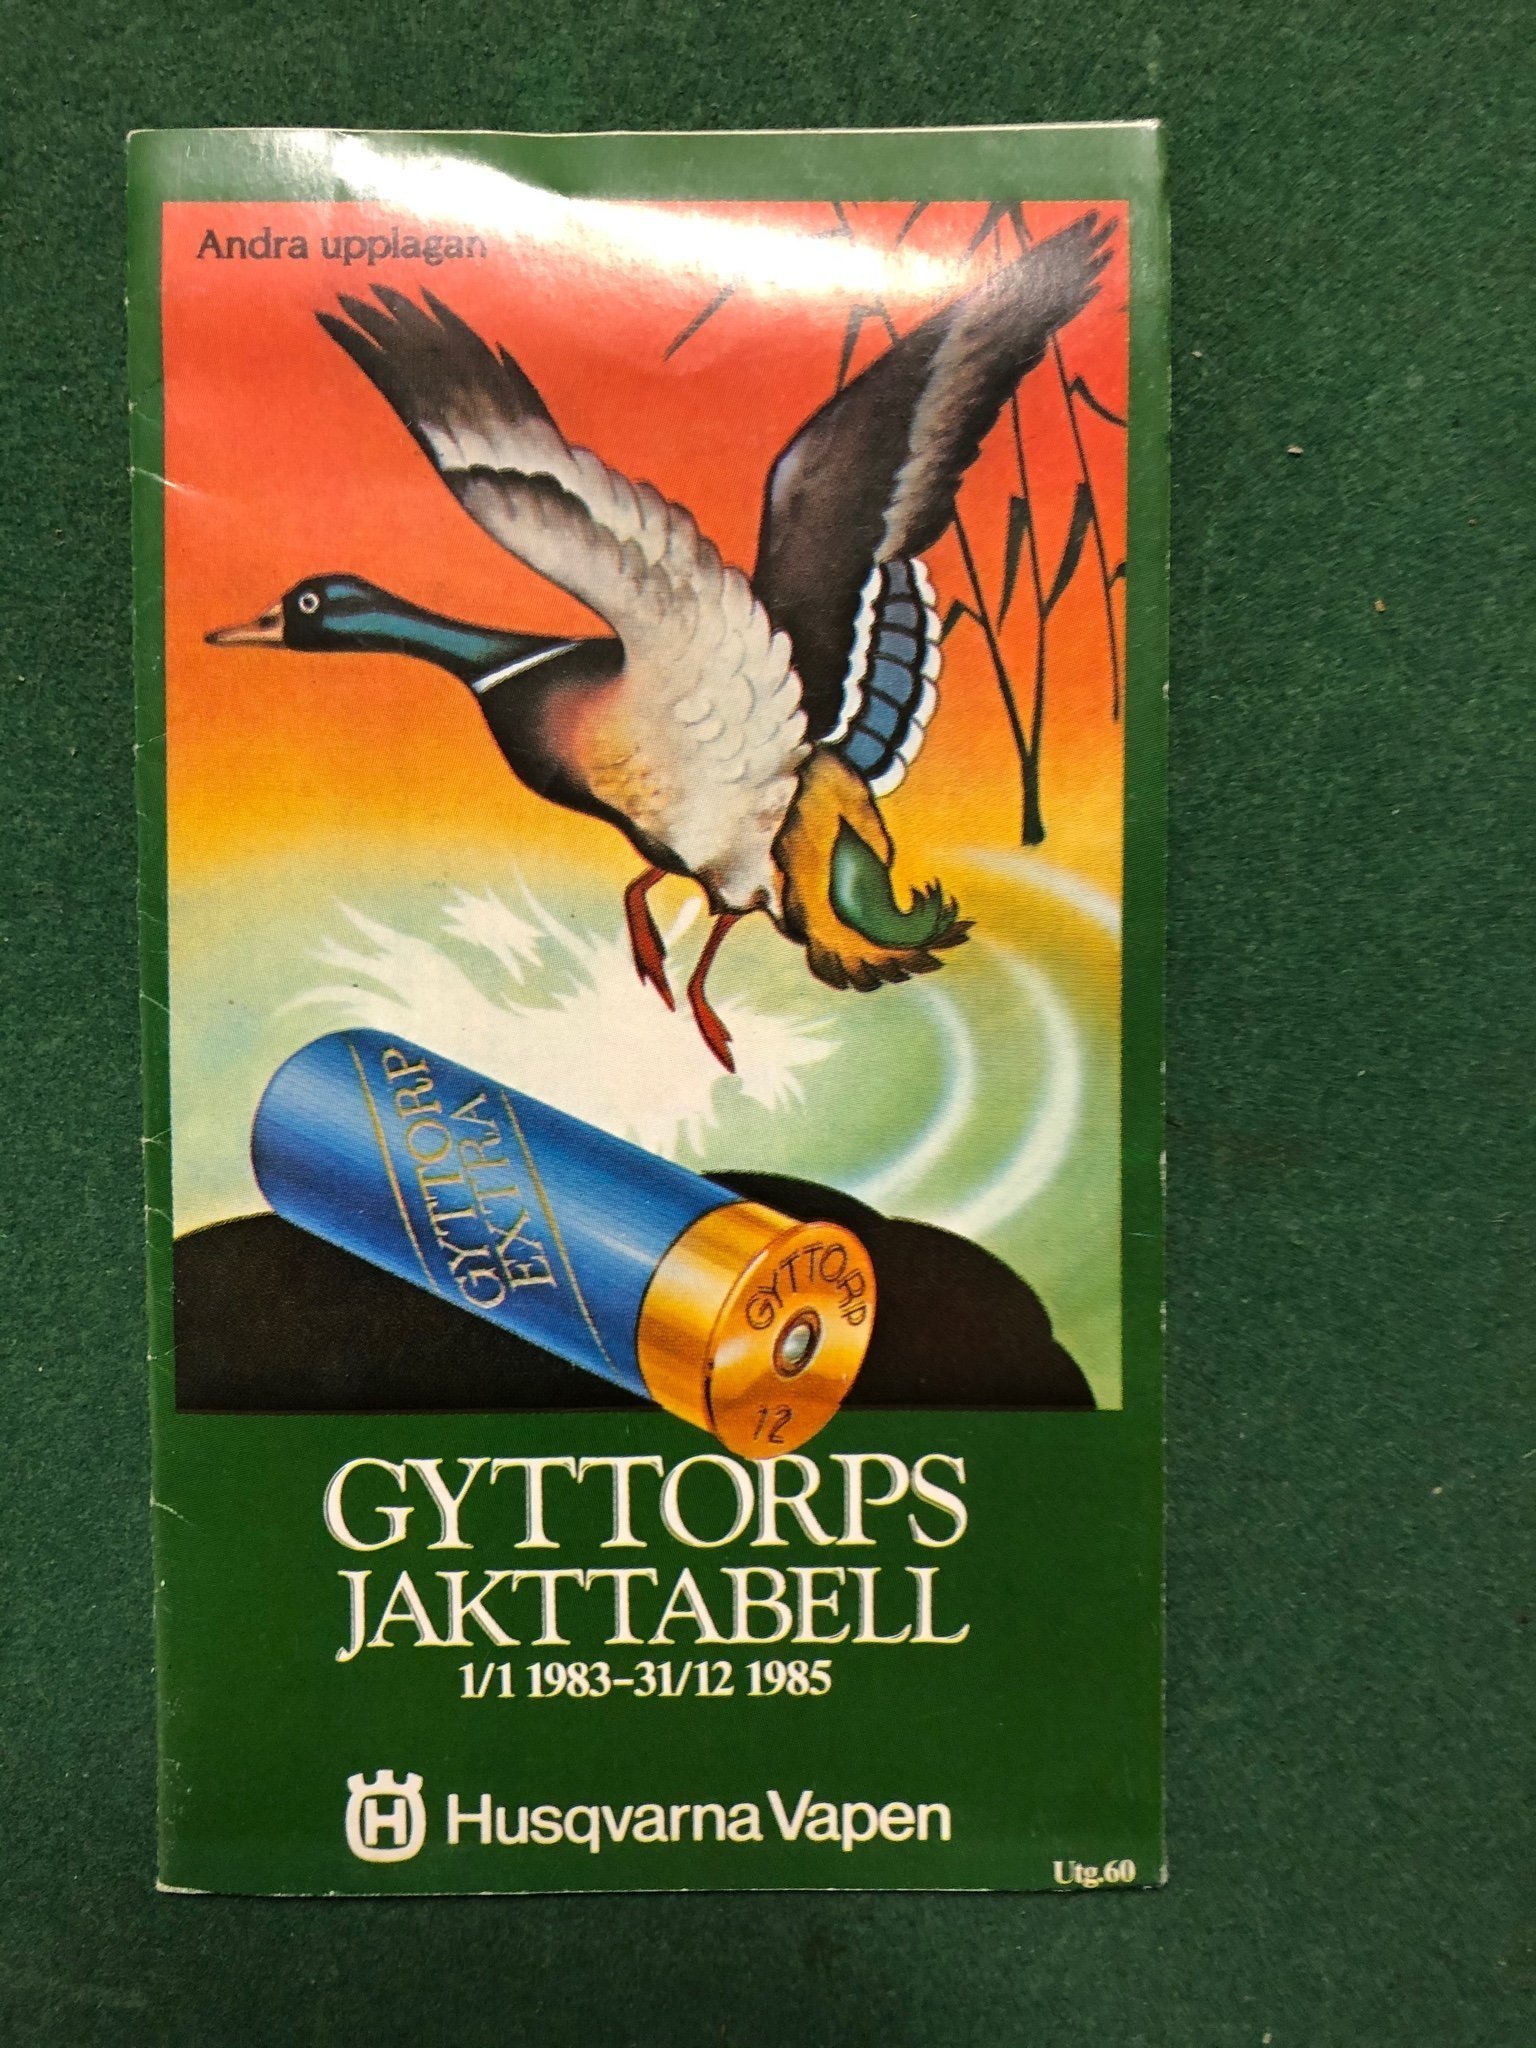 Andra upplagan
GYTTORP
EXTRA
GYTTORP
12
GYTTORPS
JAKTTABELL
1/1 1983-31/12 1985
H Husqvarna Vapen
Utg.60